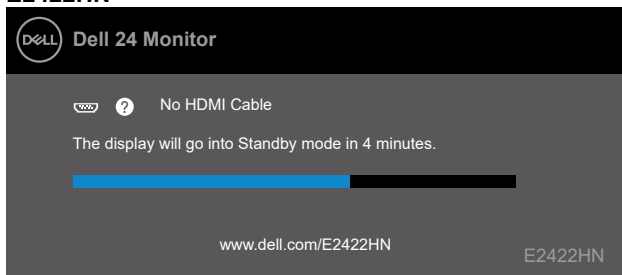 E2422HN
DELL Dell 24 Monitor
? No HDMI Cable
The display will go into Standby mode in 4 minutes.
www.dell.com/E2422HN
E2422HN